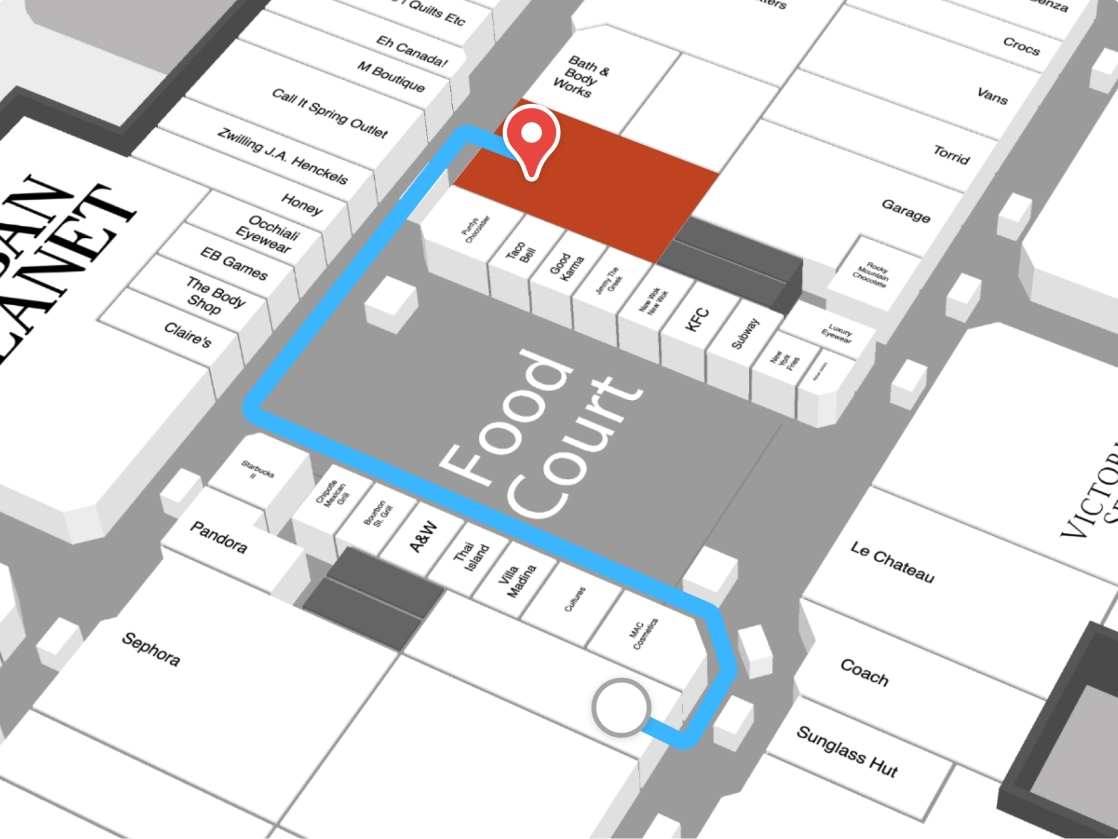 Quilts Etc
Eh Canada!
M Boutique
Call It Spring Outlet
Zwilling J.A. Henckels
Honey
Occhiali
Eyewear
EB Games
The Body
Shop
Claire's
Bath &
Body
Works
Crocs
Vans
Torrid
Garage
Rocky
Mountain
Chocolate
Luxury
Eyewear
Purdys
Chocolatier
Taco
Bell
Good
Karma
Jimmy The
Greek
New Wok
New Wok
KFC
Subway
New
York
Fries
Food
Court
Starbucks
II
Pandora
Sephora
Chipotle
Mexican
Grill
Bourbon
St. Grill
A&W
Thai
Island
Villa
Madina
Cultures
MAC
Cosmetics
Le Chateau
Coach
Sunglass Hut